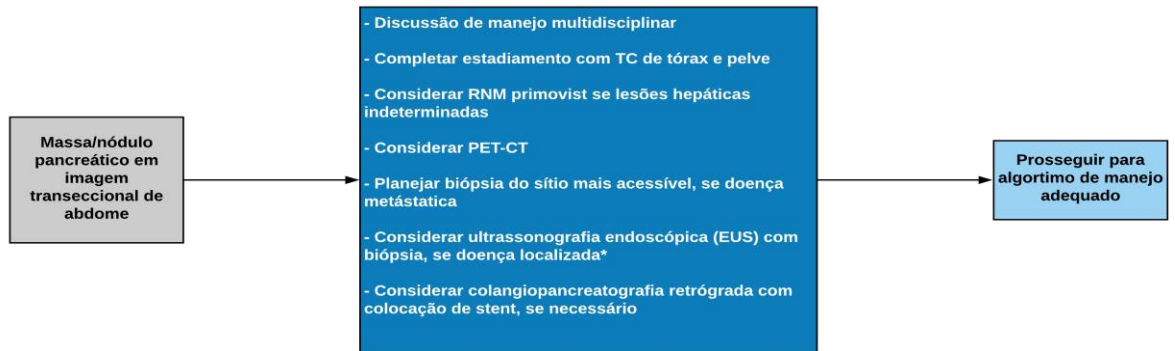 Massa/nódulo
pancreático em
imagem
transeccional de
abdome
- Discussão de manejo multidisciplinar
- Completar estadiamento com TC de tórax e pelve
- Considerar RNM primovist se lesões hepáticas
indeterminadas
- Considerar PET-CT
- Planejar biópsia do sítio mais acessível, se doença
metástatica
- Considerar ultrassonografia endoscópica (EUS) com
biópsia, se doença localizada*
- Considerar colangiopancreatografia retrógrada com
colocação de stent, se necessário
Prosseguir para
algortimo de manejo
adequado